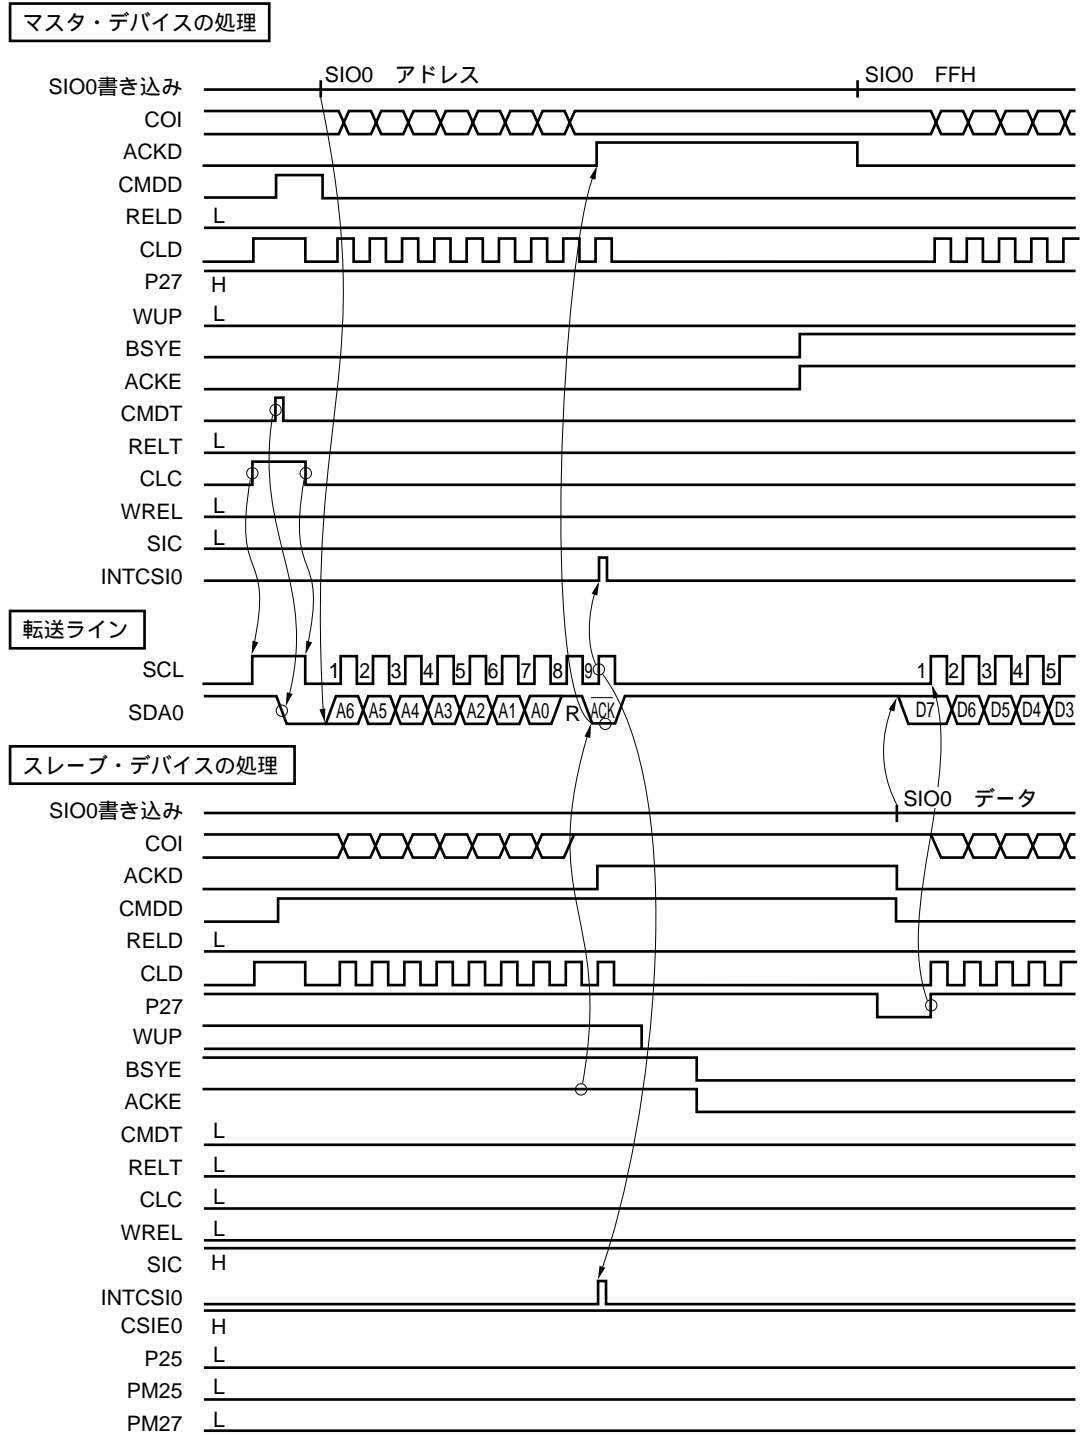 マスタ・デバイスの処理
SIO0書き込み SIO0 アドレス SIO0 FFH
COI
ACKD
CMDD
RELD L
CLD
P27 H
WUP L
BSYE
ACKE
CMDT
RELT L
CLC
WREL L
SIC L
INTCSI0
転送ライン
SCL 1 2 3 4 5 6 7 8 9 1 2 3 4 5
SDA0 A6 A5 A4 A3 A2 A1 A0 R ACK D7 D6 D5 D4 D3
スレーブ・デバイスの処理
SIO0書き込み SIO0 データ
COI
ACKD
CMDD
RELD L
CLD
P27
WUP
BSYE
ACKE
CMDT L
RELT L
CLC L
WREL L
SIC H
INTCSI0
CSIE0 H
P25 L
PM25 L
PM27 L